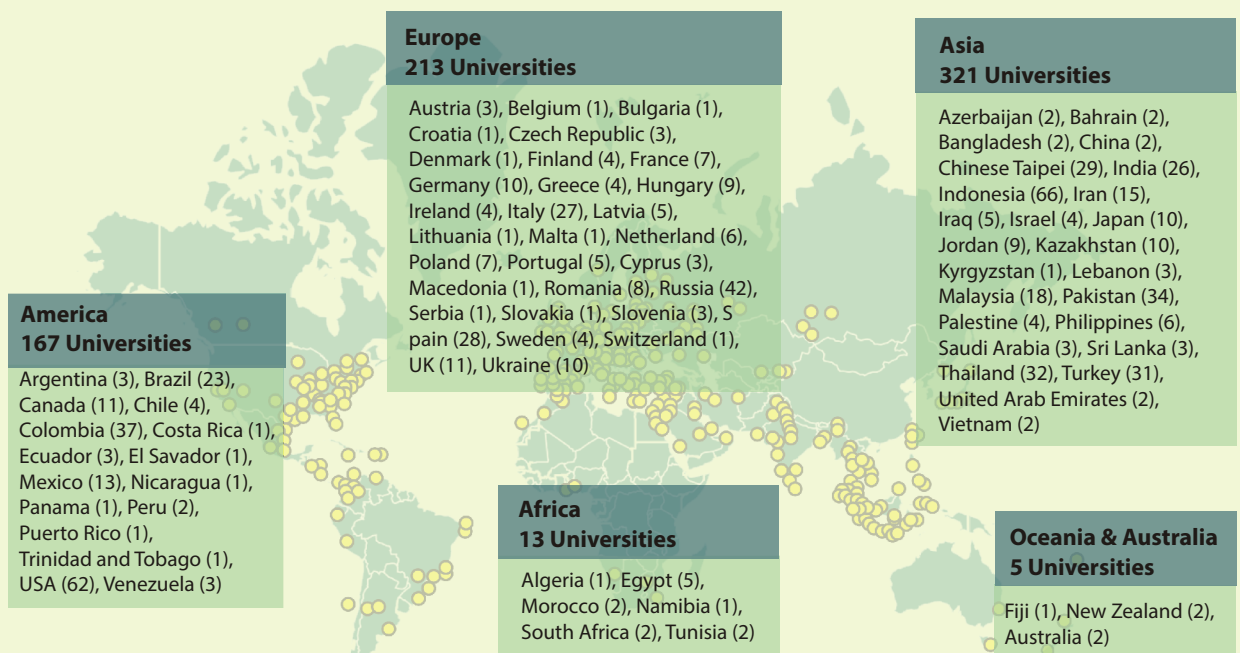 Europe
213 Universities
Austria (3), Belgium (1), Bulgaria (1),
Croatia (1), Czech Republic (3),
Denmark (1), Finland (4), France (7),
Germany (10), Greece (4), Hungary (9),
Ireland (4), Italy (27), Latvia (5),
Lithuania (1), Malta (1), Netherland (6),
Poland (7), Portugal (5), Cyprus (3),
Macedonia (1), Romania (8), Russia (42),
Serbia (1), Slovakia (1), Slovenia (3), S
pain (28), Sweden (4), Switzerland (1),
UK (11), Ukraine (10)
Asia
321 Universities
Azerbaijan (2), Bahrain (2),
Bangladesh (2), China (2),
Chinese Taipei (29), India (26),
Indonesia (66), Iran (15),
Iraq (5), Israel (4), Japan (10),
Jordan (9), Kazakhstan (10),
Kyrgyzstan (1), Lebanon (3),
Malaysia (18), Pakistan (34),
Palestine (4), Philippines (6),
Saudi Arabia (3), Sri Lanka (3),
Thailand (32), Turkey (31),
United Arab Emirates (2),
Vietnam (2)
America
167 Universities
Argentina (3), Brazil (23),
Canada (11), Chile (4),
Colombia (37), Costa Rica (1),
Ecuador (3), El Savador (1),
Mexico (13), Nicaragua (1),
Panama (1), Peru (2),
Puerto Rico (1),
Trinidad and Tobago (1),
USA (62), Venezuela (3)
Africa
13 Universities
Algeria (1), Egypt (5),
Morocco (2), Namibia (1),
South Africa (2), Tunisia (2)
Oceania & Australia
5 Universities
Fiji (1), New Zealand (2),
Australia (2)